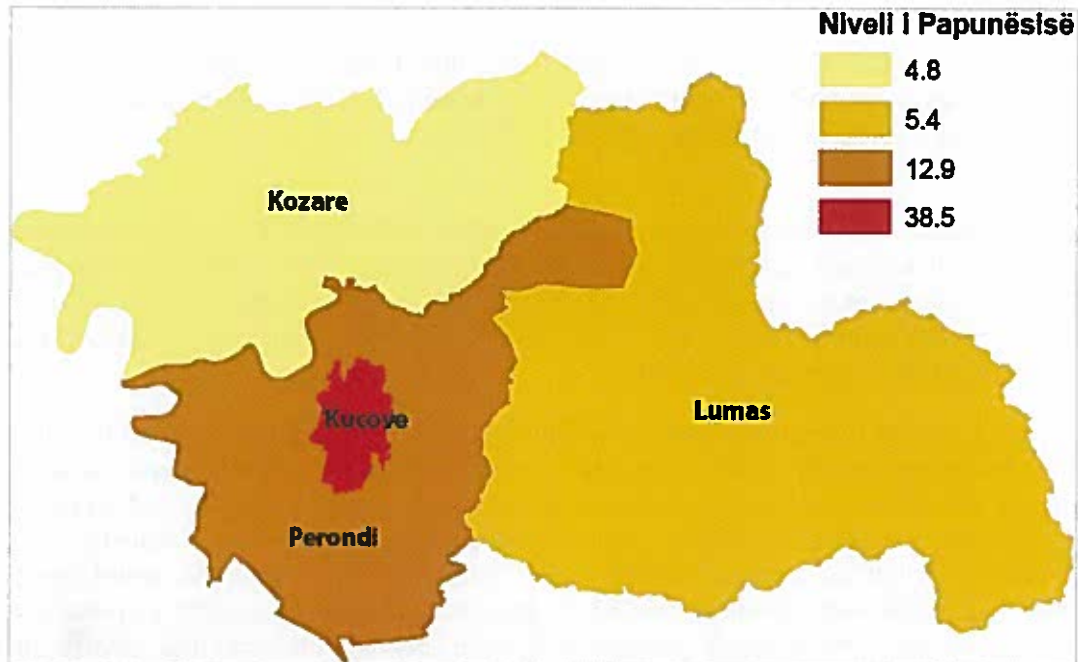 Niveli i Papunësisë
4.8
5.4
12.9
38.5
Kozare
Kucove
Lumas
Perondi